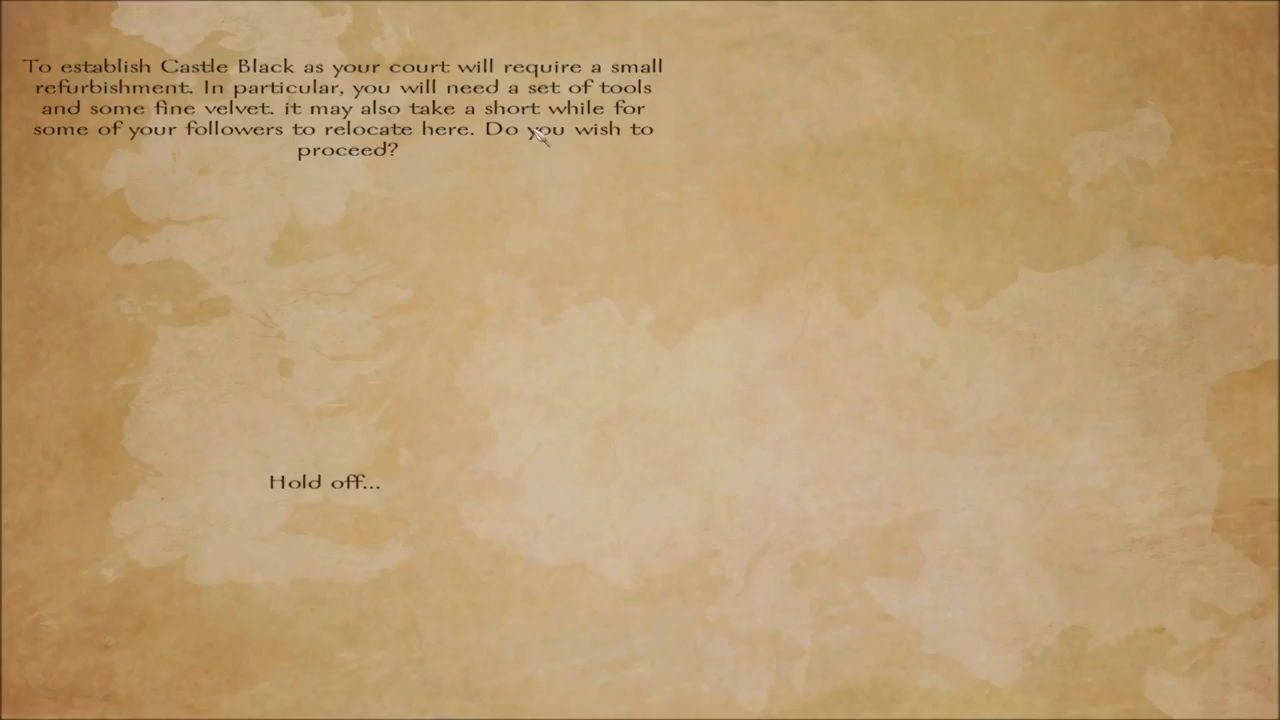 To establish Castle Black as your court will require a small
refurbishment. In particular, you will need a set of tools
and some fine velvet. it may also take a short while for
some of your followers to relocate here. Do you wish to
proceed?
Hold off...